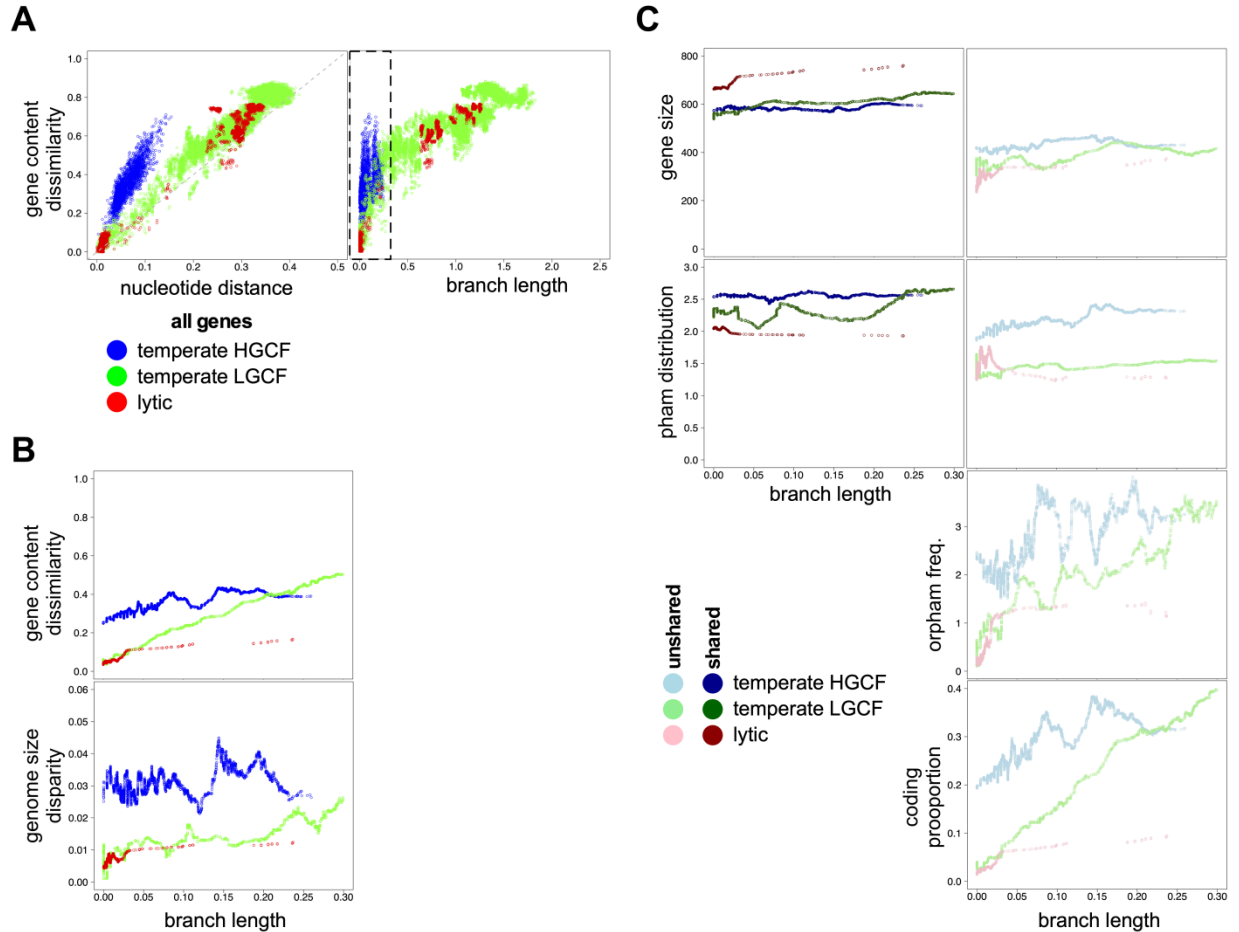 A
gene content
dissimilarity
1.0
0.8
0.6
0.4
0.2
0.0
0.0 0.1 0.2 0.3 0.4 0.5
nucleotide distance
0.0 0.5 1.0 1.5 2.0 2.5
branch length
all genes
temperate HGCF
temperate LGCF
lytic
B
gene content
dissimilarity
1.0
0.8
0.6
0.4
0.2
0.0
genome size
disparity
0.06
0.05
0.04
0.03
0.02
0.01
0.00
0.00 0.05 0.10 0.15 0.20 0.25 0.30
branch length
C
gene size
800
600
400
200
0
pham distribution
3.0
2.5
2.0
1.5
1.0
0.5
0.0
0.00 0.05 0.10 0.15 0.20 0.25 0.30
branch length
orpham freq.
3
2
1
0
unshared
shared
temperate HGCF
temperate LGCF
lytic
coding
prooportion
0.4
0.3
0.2
0.1
0.0
0.00 0.05 0.10 0.15 0.20 0.25 0.30
branch length